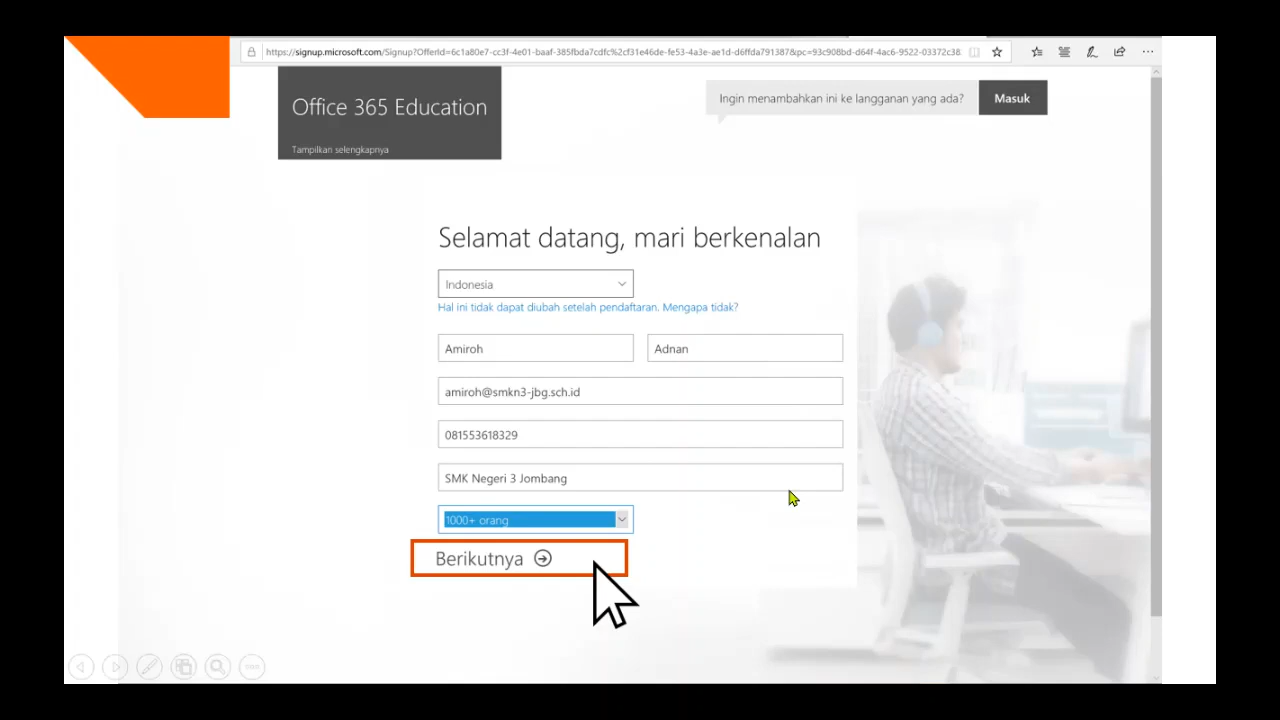 https://signup.microsoft.com/Signup?OfferId=6c1a80e7-cc3f-4e01-baaf-385fbda7cdfc%2cf31e46de-fe53-4a3e-ae1d-d6ffda791387&pc=93c908bd-d64f-4ac6-9522-03372c38
Office 365 Education
Tampilkan selengkapnya
Ingin menambahkan ini ke langganan yang ada?
Masuk
Selamat datang, mari berkenalan
Indonesia
Hal ini tidak dapat diubah setelah pendaftaran. Mengapa tidak?
Amiroh
Adnan
amiroh@smkn3-jbg.sch.id
081553618329
SMK Negeri 3 Jombang
1000+ orang
Berikutnya